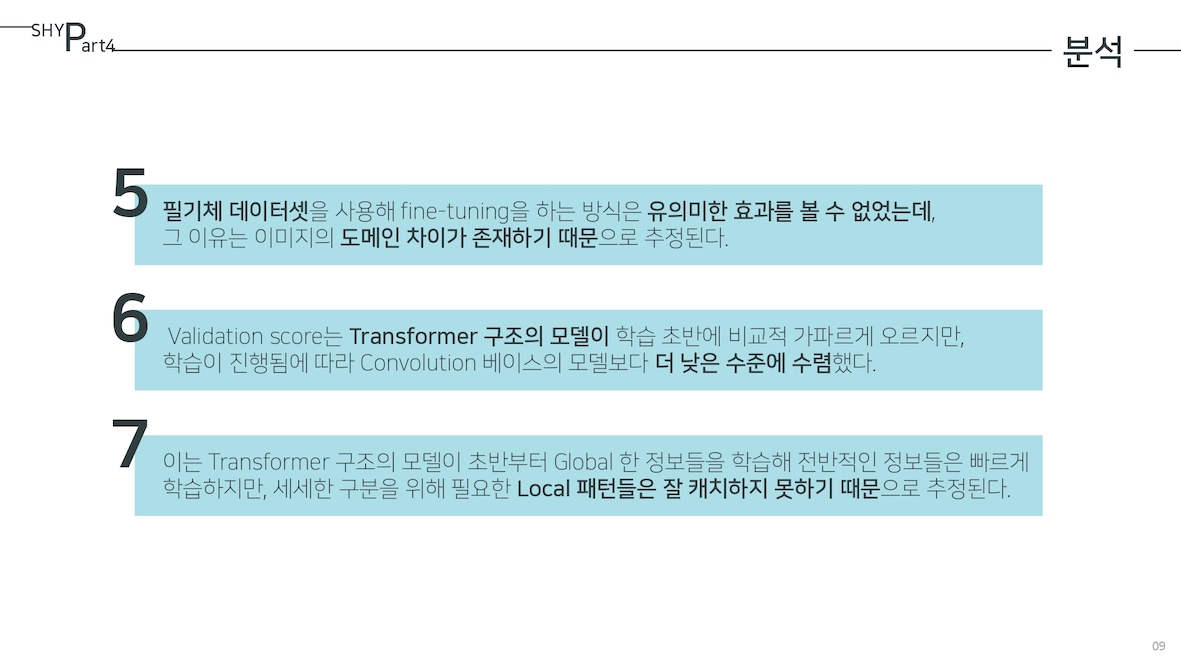 SHY
Part4
분석
5
필기체 데이터셋을 사용해 fine-tuning을 하는 방식은 유의미한 효과를 볼 수 없었는데,
그 이유는 이미지의 도메인 차이가 존재하기 때문으로 추정된다.
6
Validation score는 Transformer 구조의 모델이 학습 초반에 비교적 가파르게 오르지만,
학습이 진행됨에 따라 Convolution 베이스의 모델보다 더 낮은 수준에 수렴했다.
7
이는 Transformer 구조의 모델이 초반부터 Global 한 정보들을 학습해 전반적인 정보들은 빠르게
학습하지만, 세세한 구분을 위해 필요한 Local 패턴들은 잘 캐치하지 못하기 때문으로 추정된다.
09